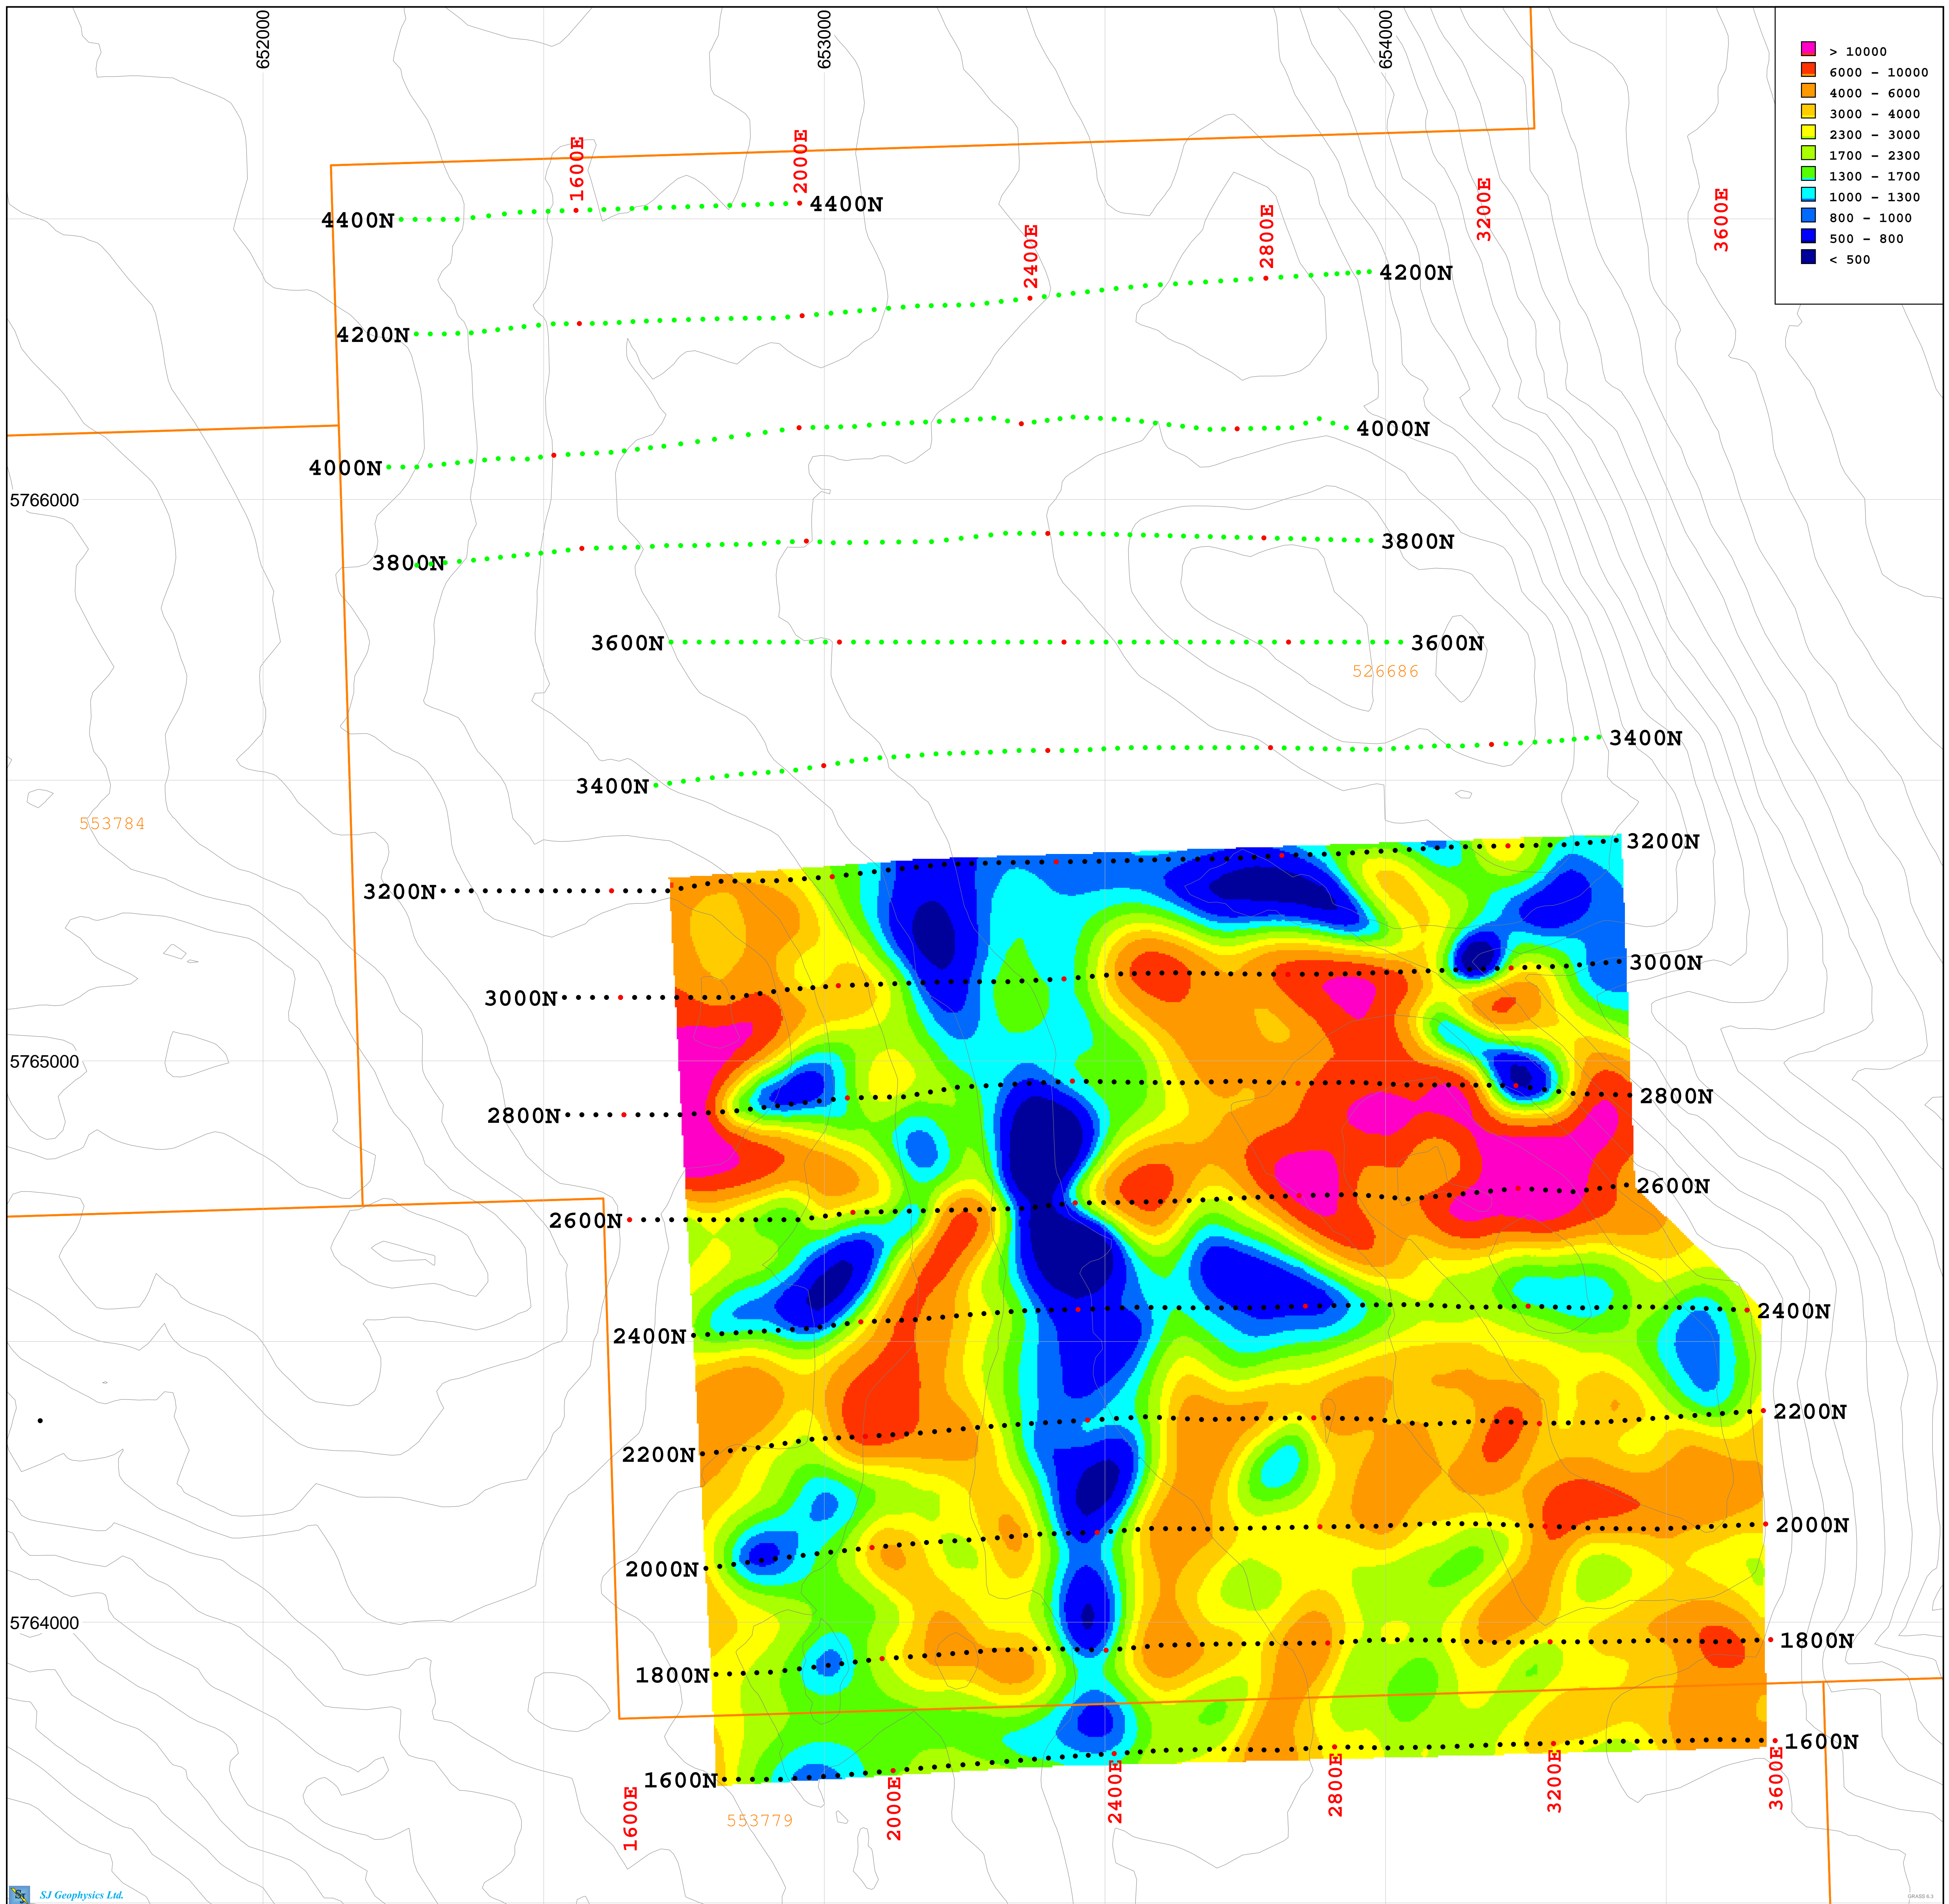 652000
653000
654000
> 10000
6000 - 10000
4000 - 6000
3000 - 4000
2300 - 3000
1700 - 2300
1300 - 1700
1000 - 1300
800 - 1000
500 - 800
< 500
1600E
2000E
2400E
2800E
3200E
3600E
4400N 4400N
4200N 4200N
4000N 4000N
5766000
3800N 3800N
3600N 3600N
526686
3400N 3400N
553784
3200N 3200N
3000N 3000N
5765000
2800N 2800N
2600N 2600N
2400N 2400N
2200N 2200N
2000N 2000N
5764000
1800N 1800N
1600N 1600N
1600E
2000E
2400E
2800E
3200E
3600E
553779
SJ Geophysics Ltd.
GRASS 6.3